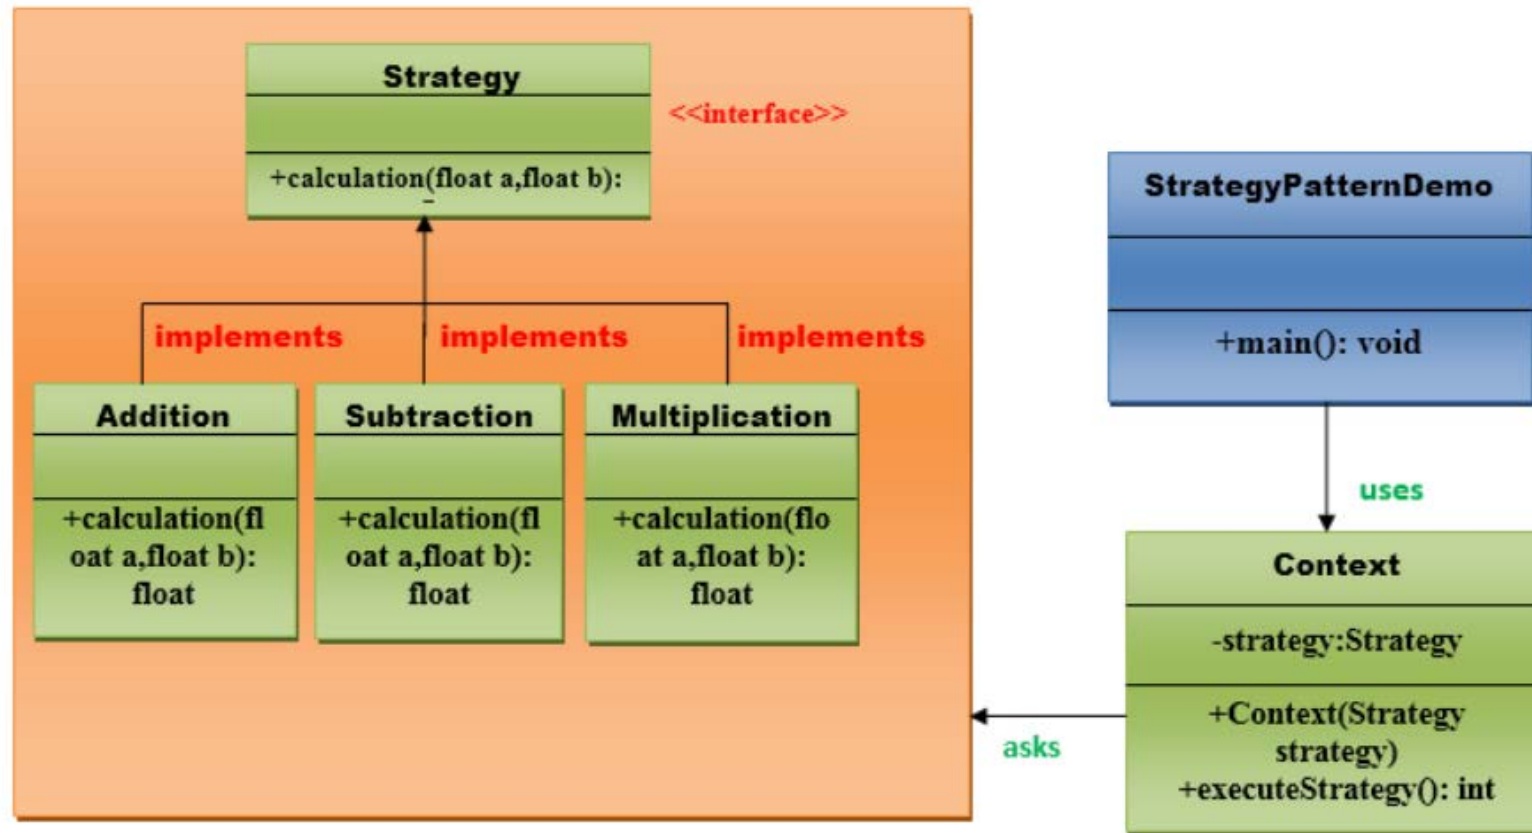 Strategy
<<interface>>
+calculation(float a,float b):
StrategyPatternDemo
+main(): void
implements
implements
implements
Addition
+calculation(fl
oat a,float b):
float
Subtraction
+calculation(fl
oat a,float b):
float
Multiplication
+calculation(flo
at a,float b):
float
uses
Context
-strategy:Strategy
+Context(Strategy
strategy)
+executeStrategy(): int
asks